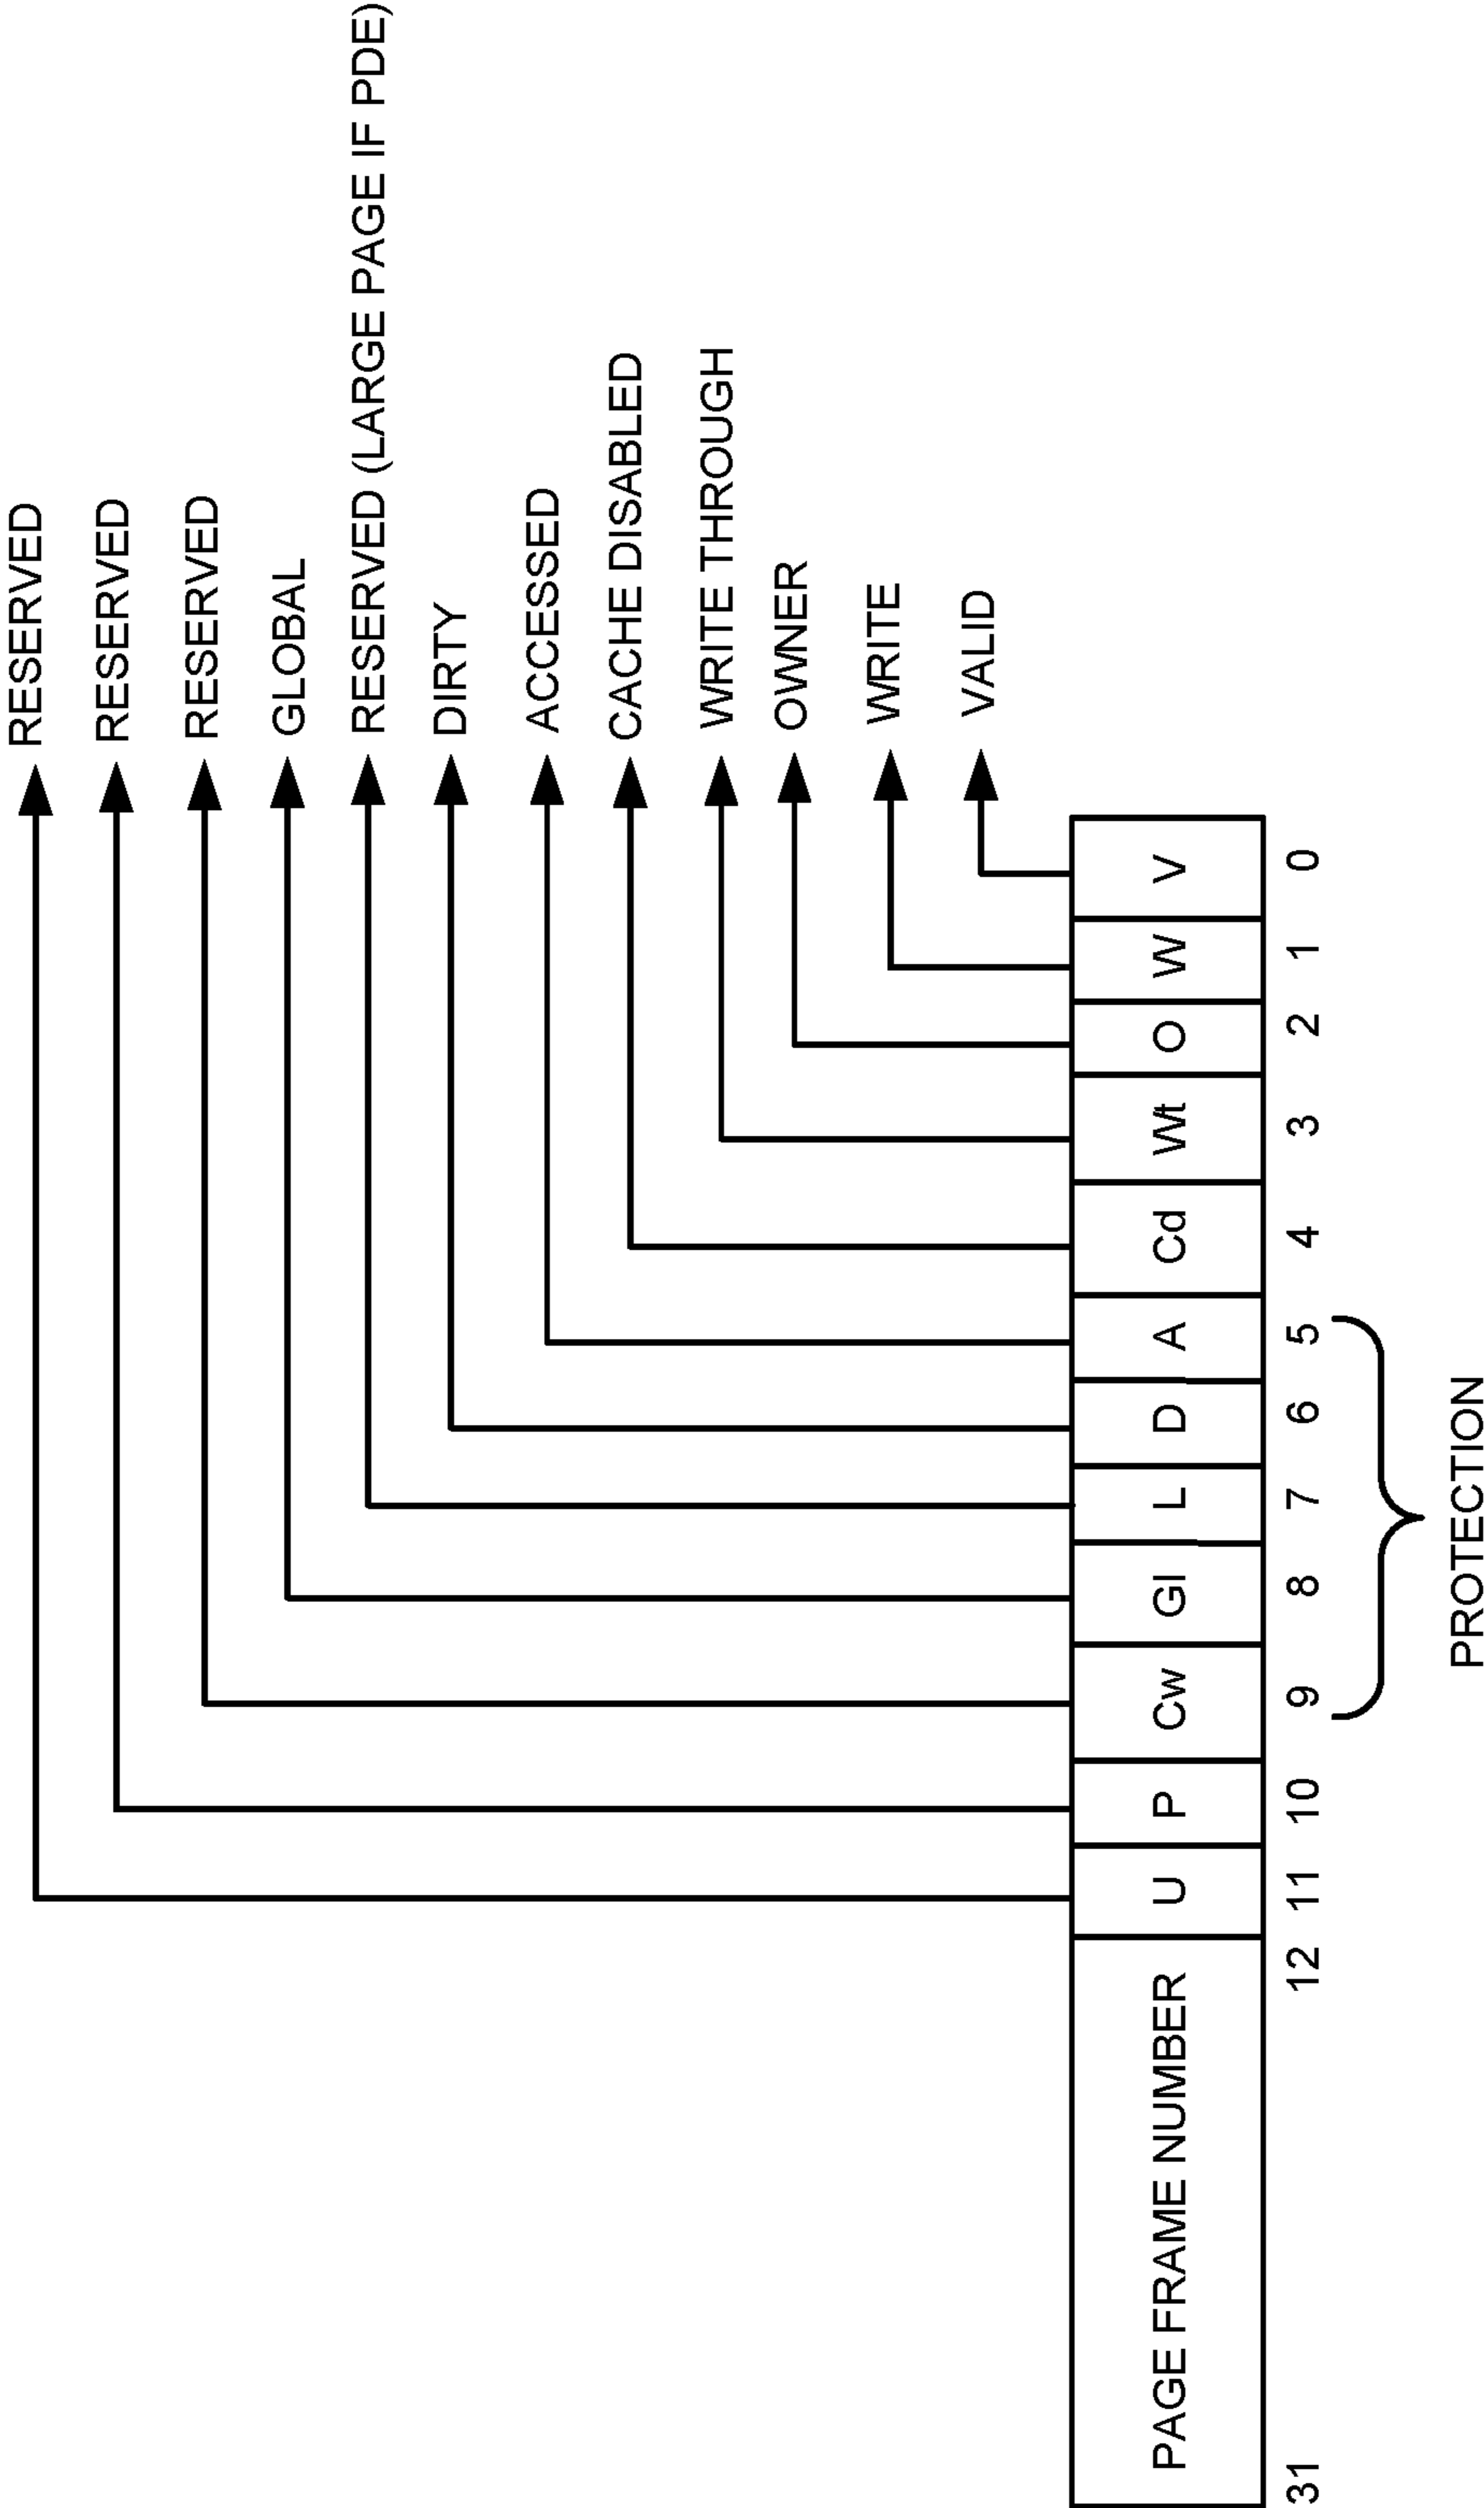 RESERVED
RESERVED
RESERVED
GLOBAL
RESERVED (LARGE PAGE IF PDE)
DIRTY
ACCESSED
CACHE DISABLED
WRITE THROUGH
OWNER
WRITE
VALID
PAGE FRAME NUMBER U P Cw Gl L D A Cd Wt O W V
31 12 11 10 9 8 7 6 5 4 3 2 1 0
PROTECTION